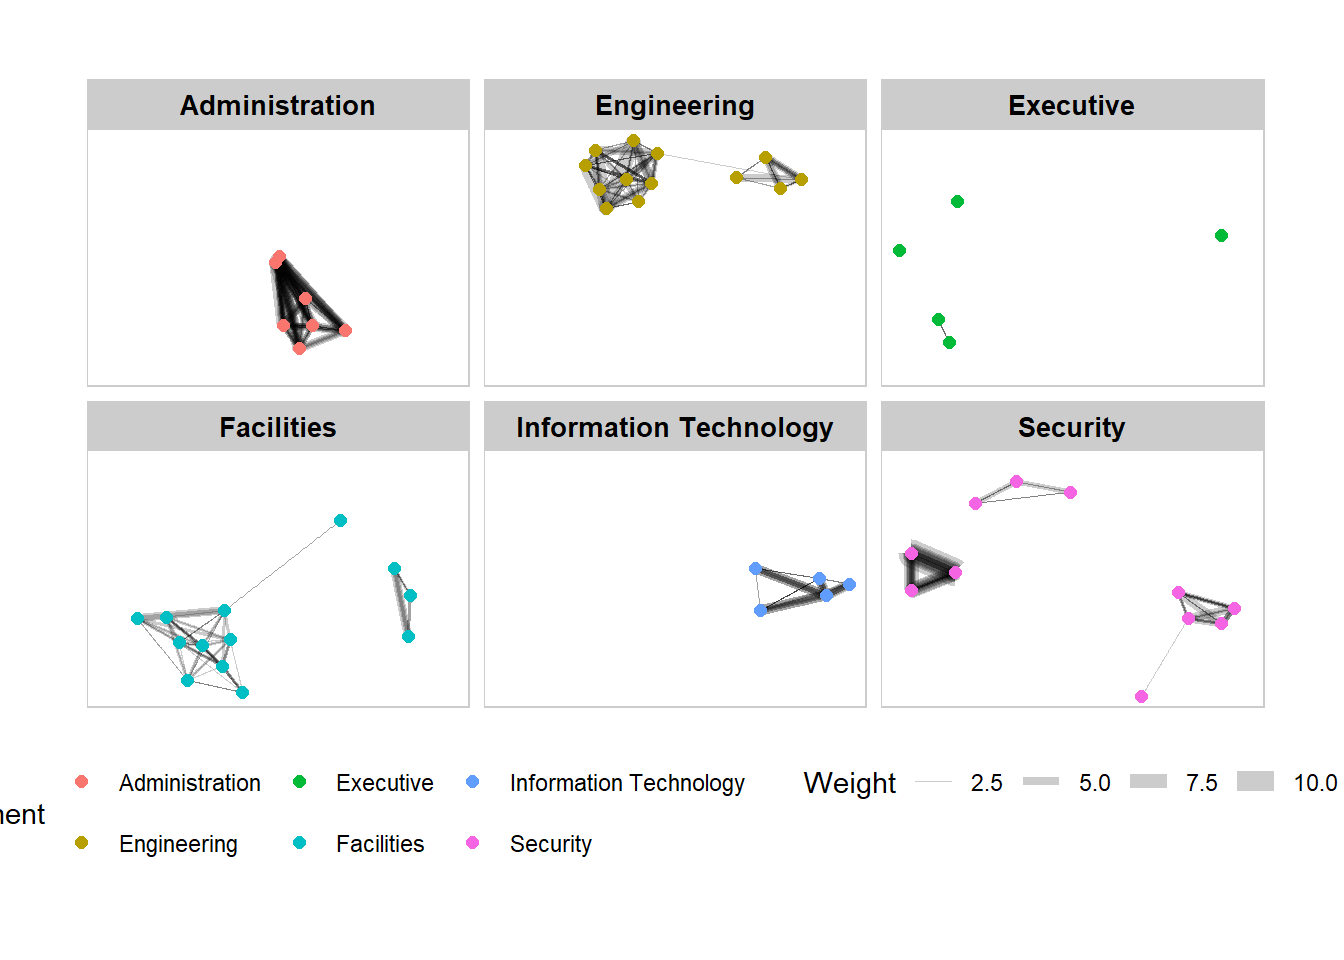 Administration
Engineering
Executive
Facilities
Information Technology
Security
Administration Executive Information Technology Weight 2.5 5.0 7.5 10.0
Engineering Facilities Security